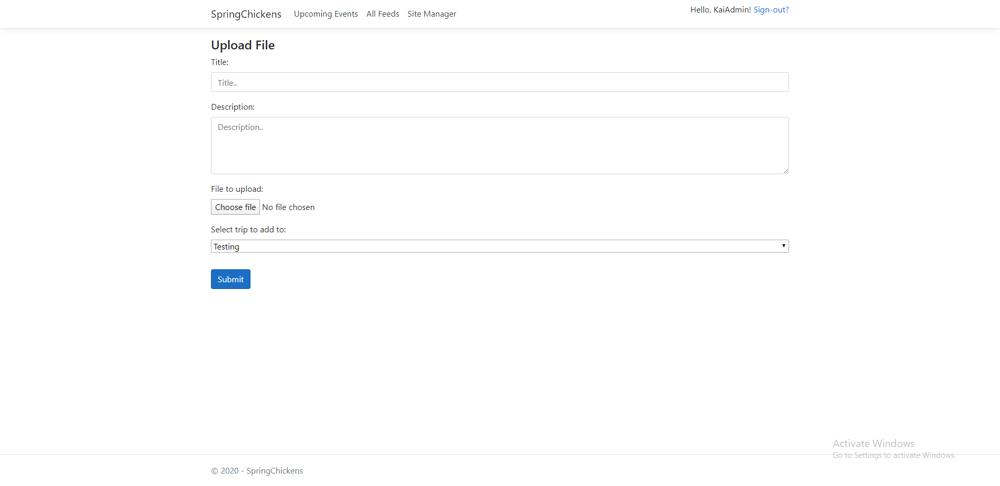 SpringChickens Upcoming Events All Feeds Site Manager Hello, KaiAdmin! Sign-out?
Upload File
Title:
Title..
Description:
Description..
File to upload:
Choose file No file chosen
Select trip to add to:
Testing
Submit
Activate Windows
Go to Settings to activate Windows.
© 2020 - SpringChickens